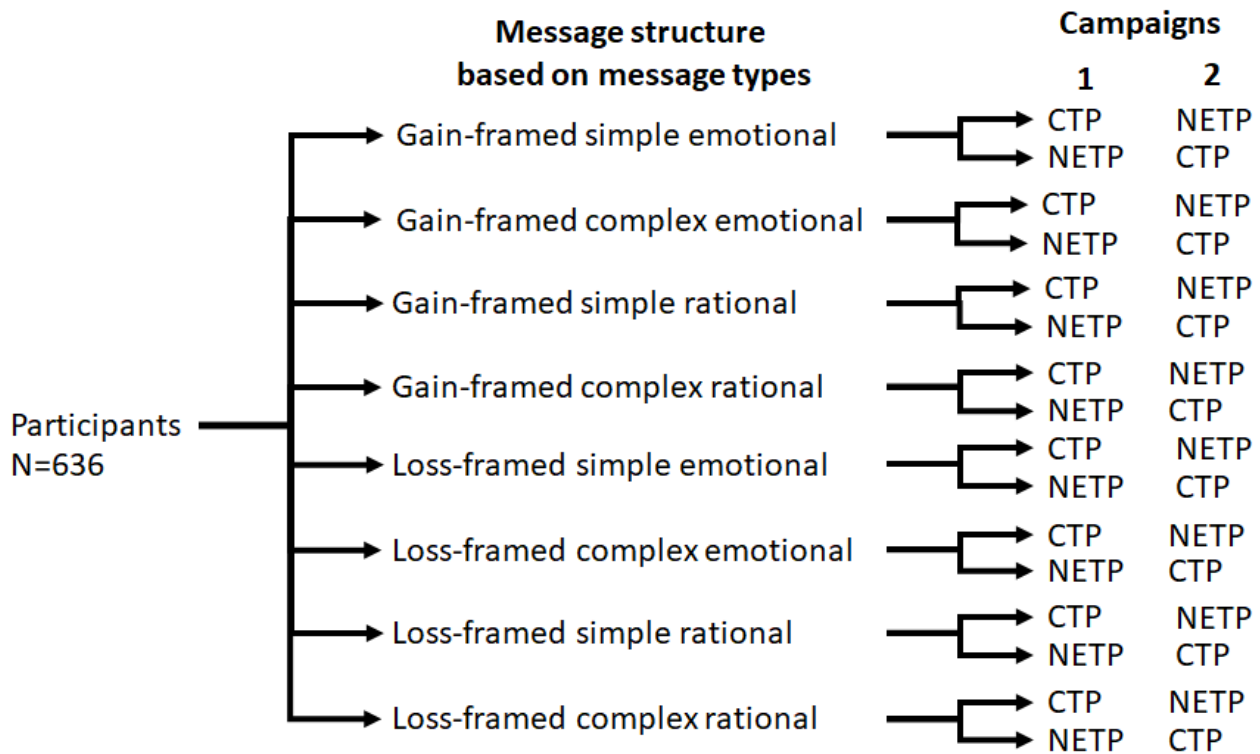 Message structure
based on message types
Campaigns
1 2
Gain-framed simple emotional
CTP NETP
NETP CTP
Gain-framed complex emotional
CTP NETP
NETP CTP
Gain-framed simple rational
CTP NETP
NETP CTP
Gain-framed complex rational
CTP NETP
NETP CTP
Participants
N=636
Loss-framed simple emotional
CTP NETP
NETP CTP
Loss-framed complex emotional
CTP NETP
NETP CTP
Loss-framed simple rational
CTP NETP
NETP CTP
Loss-framed complex rational
CTP NETP
NETP CTP